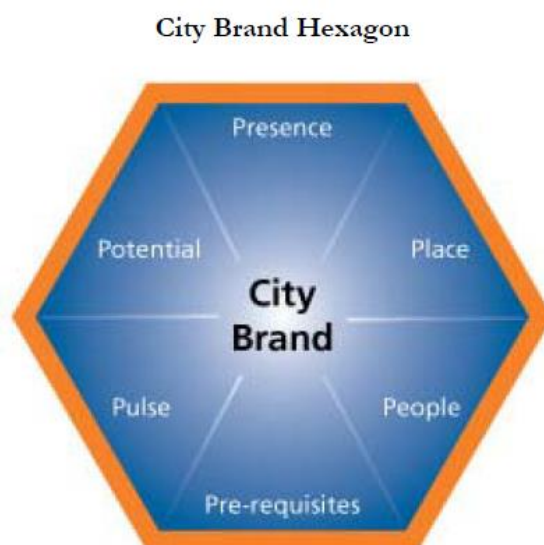 City Brand Hexagon
Presence
Potential
Place
City
Brand
Pulse
People
Pre-requisites